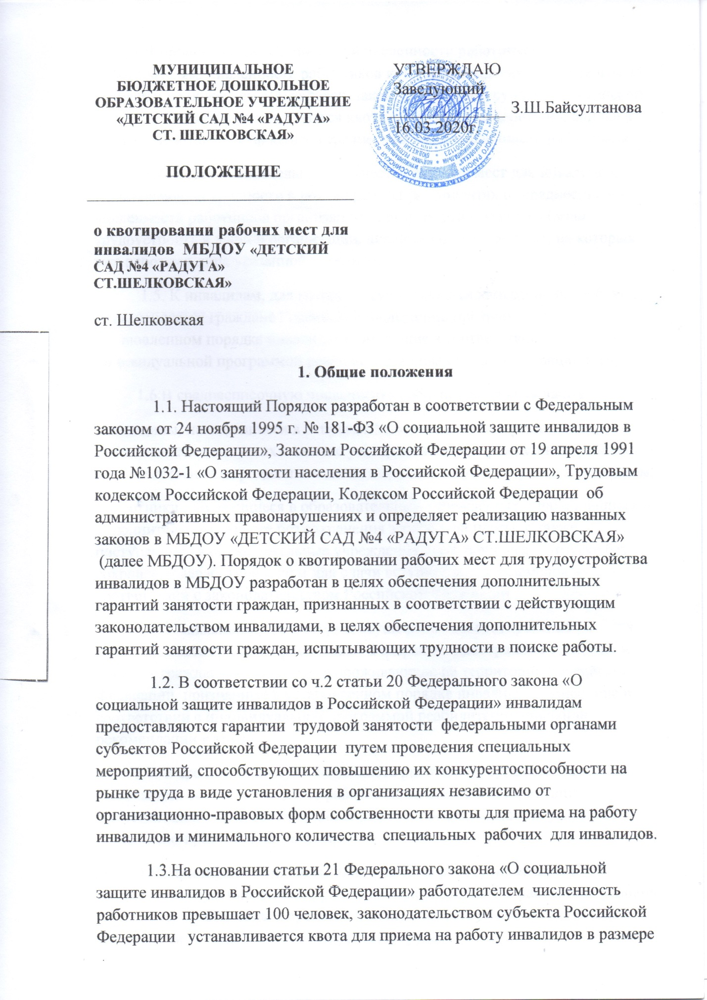 МУНИЦИПАЛЬНОЕ
БЮДЖЕТНОЕ ДОШКОЛЬНОЕ
ОБРАЗОВАТЕЛЬНОЕ УЧРЕЖДЕНИЕ
«ДЕТСКИЙ САД №4 «РАДУГА»
СТ. ШЕЛКОВСКАЯ»
ПОЛОЖЕНИЕ
УТВЕРЖДАЮ
Заведующий
З.Ш.Байсултанова
16.03.2020г
о квотировании рабочих мест для
инвалидов  МБДОУ «ДЕТСКИЙ
САД №4 «РАДУГА»
СТ.ШЕЛКОВСКАЯ»
ст. Шелковская
1. Общие положения
1.1. Настоящий Порядок разработан в соответствии с Федеральным
законом от 24 ноября 1995 г. № 181-ФЗ «О социальной защите инвалидов в
Российской Федерации», Законом Российской Федерации от 19 апреля 1991
года №1032-1 «О занятости населения в Российской Федерации», Трудовым
кодексом Российской Федерации, Кодексом Российской Федерации  об
административных правонарушениях и определяет реализацию названных
законов в МБДОУ «ДЕТСКИЙ САД №4 «РАДУГА» СТ.ШЕЛКОВСКАЯ»
(далее МБДОУ). Порядок о квотировании рабочих мест для трудоустройства
инвалидов в МБДОУ разработан в целях обеспечения дополнительных
гарантий занятости граждан, признанных в соответствии с действующим
законодательством инвалидами, в целях обеспечения дополнительных
гарантий занятости граждан, испытывающих трудности в поиске работы.
1.2. В соответствии со ч.2 статьи 20 Федерального закона «О
социальной защите инвалидов в Российской Федерации» инвалидам
предоставляются гарантии  трудовой занятости  федеральными органами
субъектов Российской Федерации  путем проведения специальных
мероприятий, способствующих повышению их конкурентоспособности на
рынке труда в виде установления в организациях независимо от
организационно-правовых форм собственности квоты для приема на работу
инвалидов и минимального количества  специальных  рабочих  для инвалидов.
1.3.На основании статьи 21 Федерального закона «О социальной
защите инвалидов в Российской Федерации» работодателем  численность
работников превышает 100 человек, законодательством субъекта Российской
Федерации   устанавливается квота для приема на работу инвалидов в размере